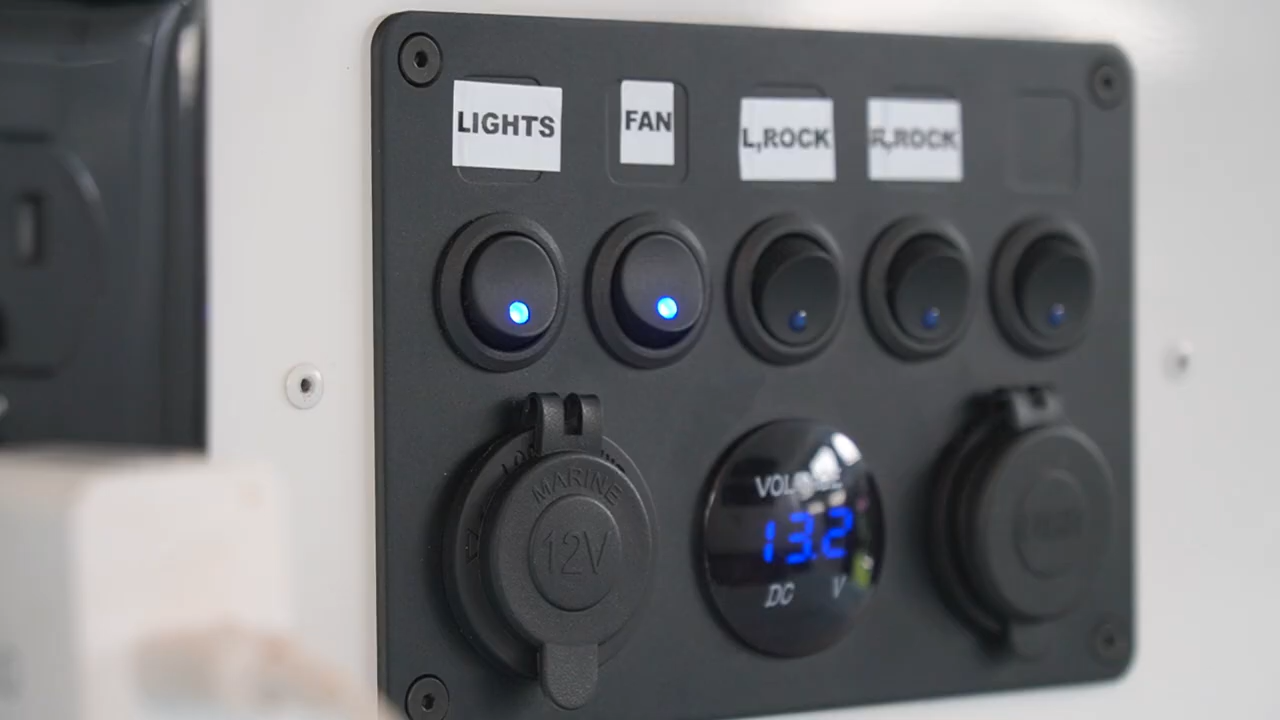 LIGHTS
FAN
L,ROCK
R,ROCK
MARINE
12V
VOLTAGE
13.2
DC V